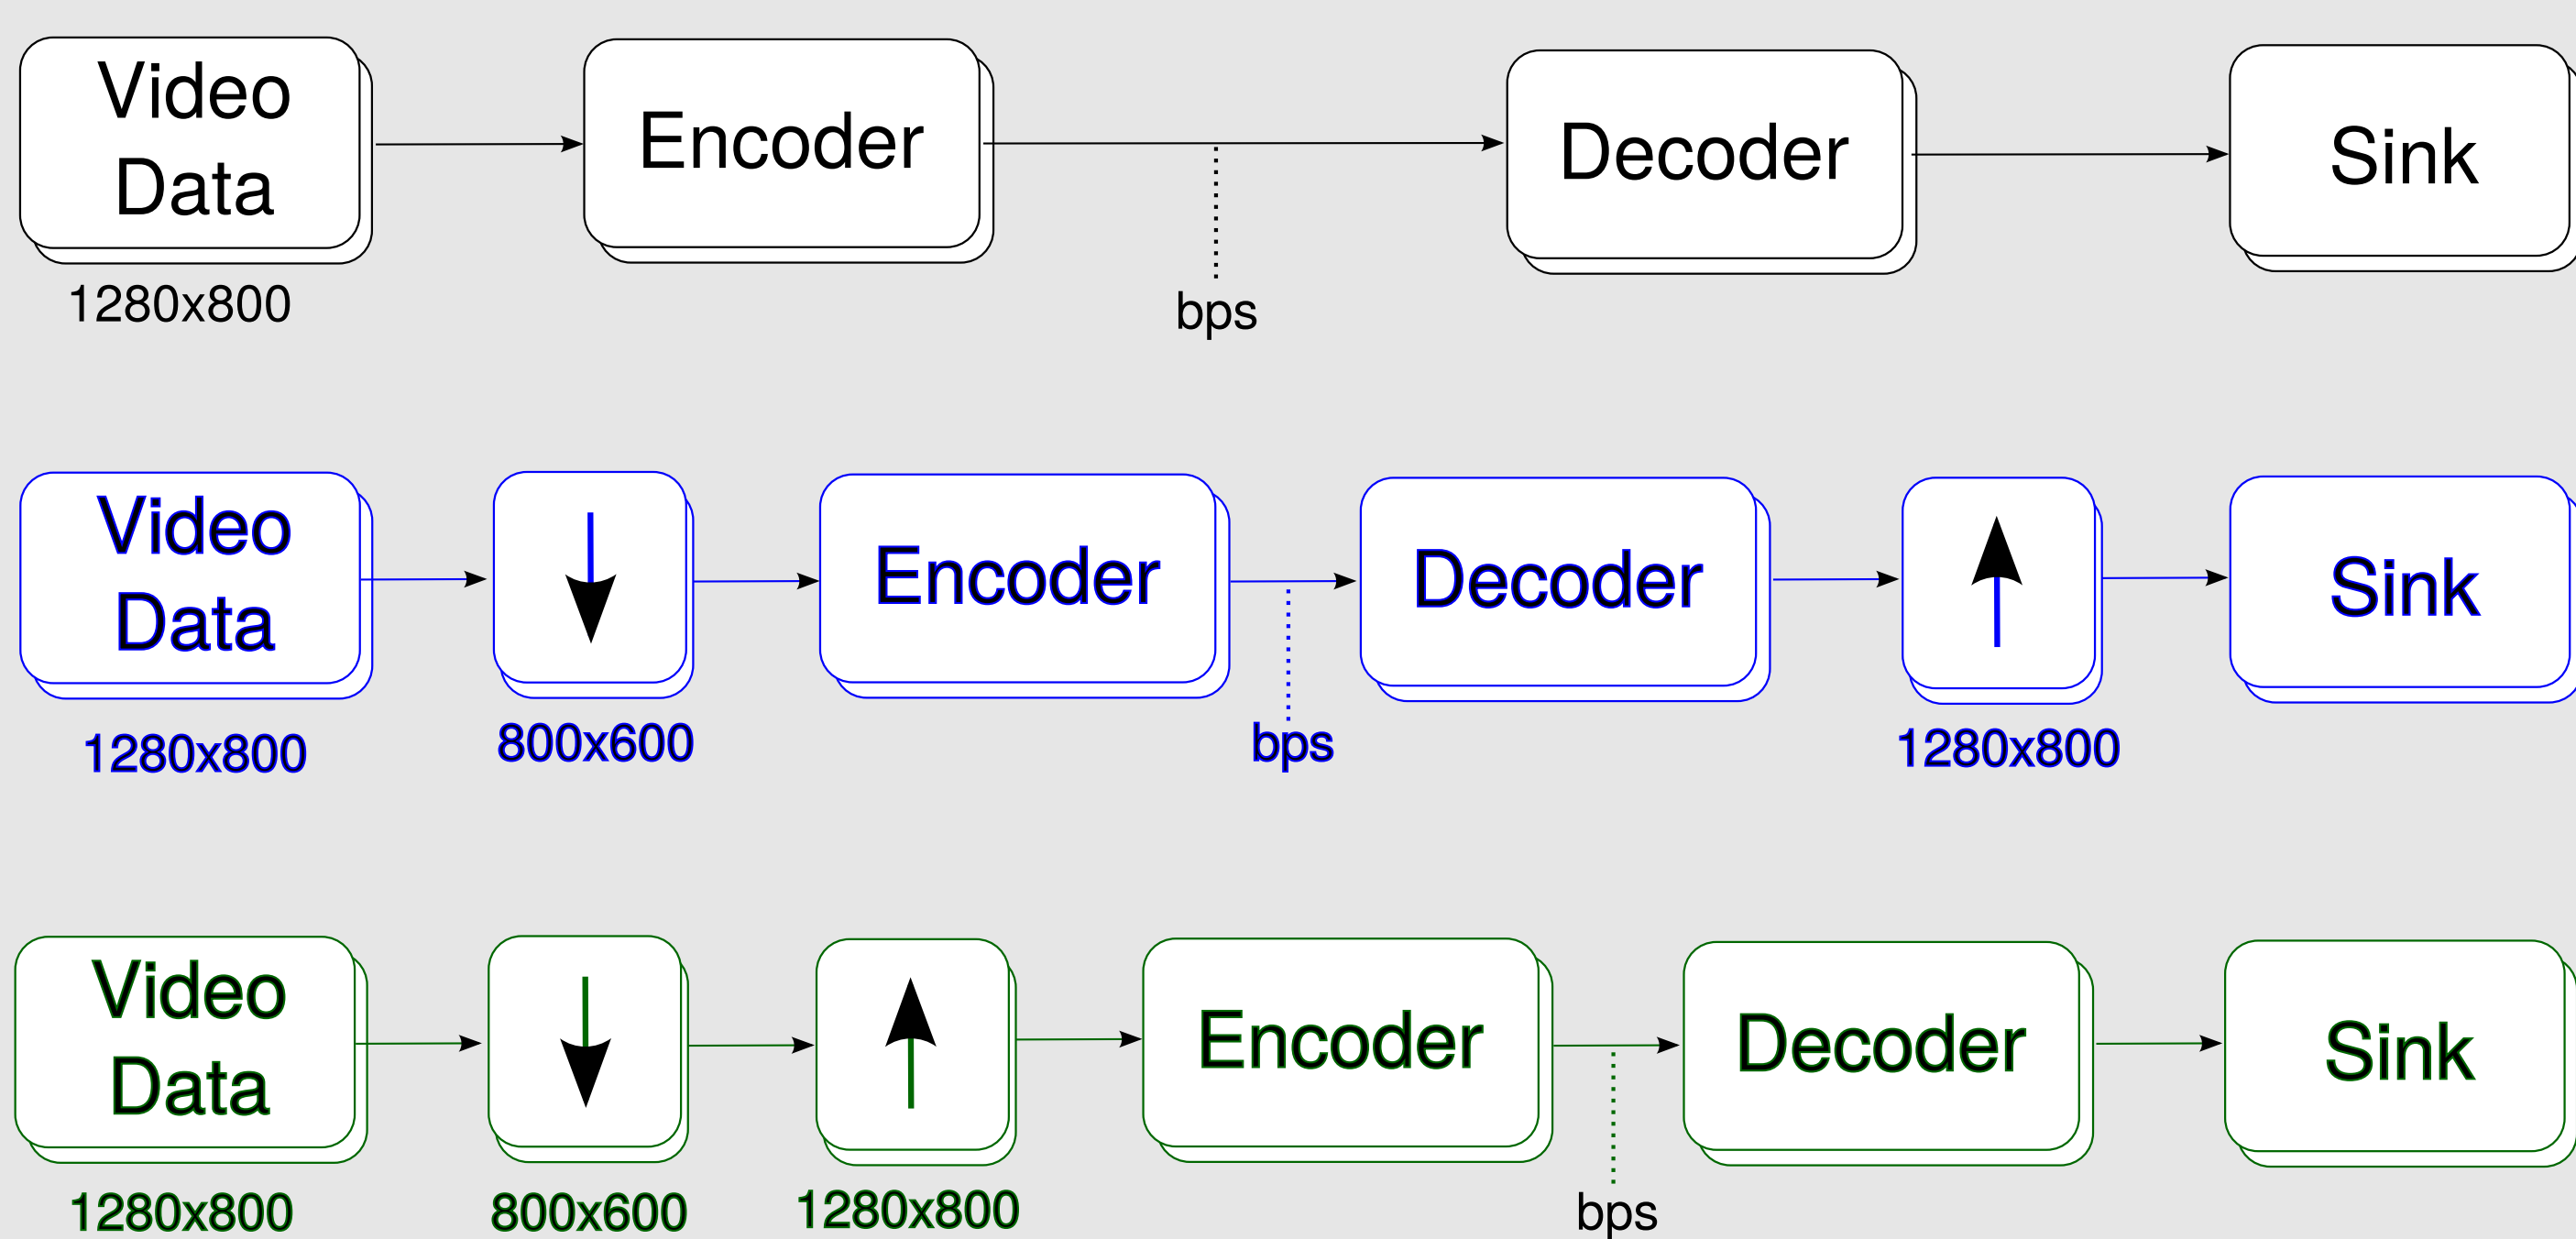 Video
Data
Encoder
Decoder
Sink
1280x800
bps
Video
Data
Encoder
Decoder
Sink
1280x800
800x600
bps
1280x800
Video
Data
Encoder
Decoder
Sink
1280x800
800x600
1280x800
bps